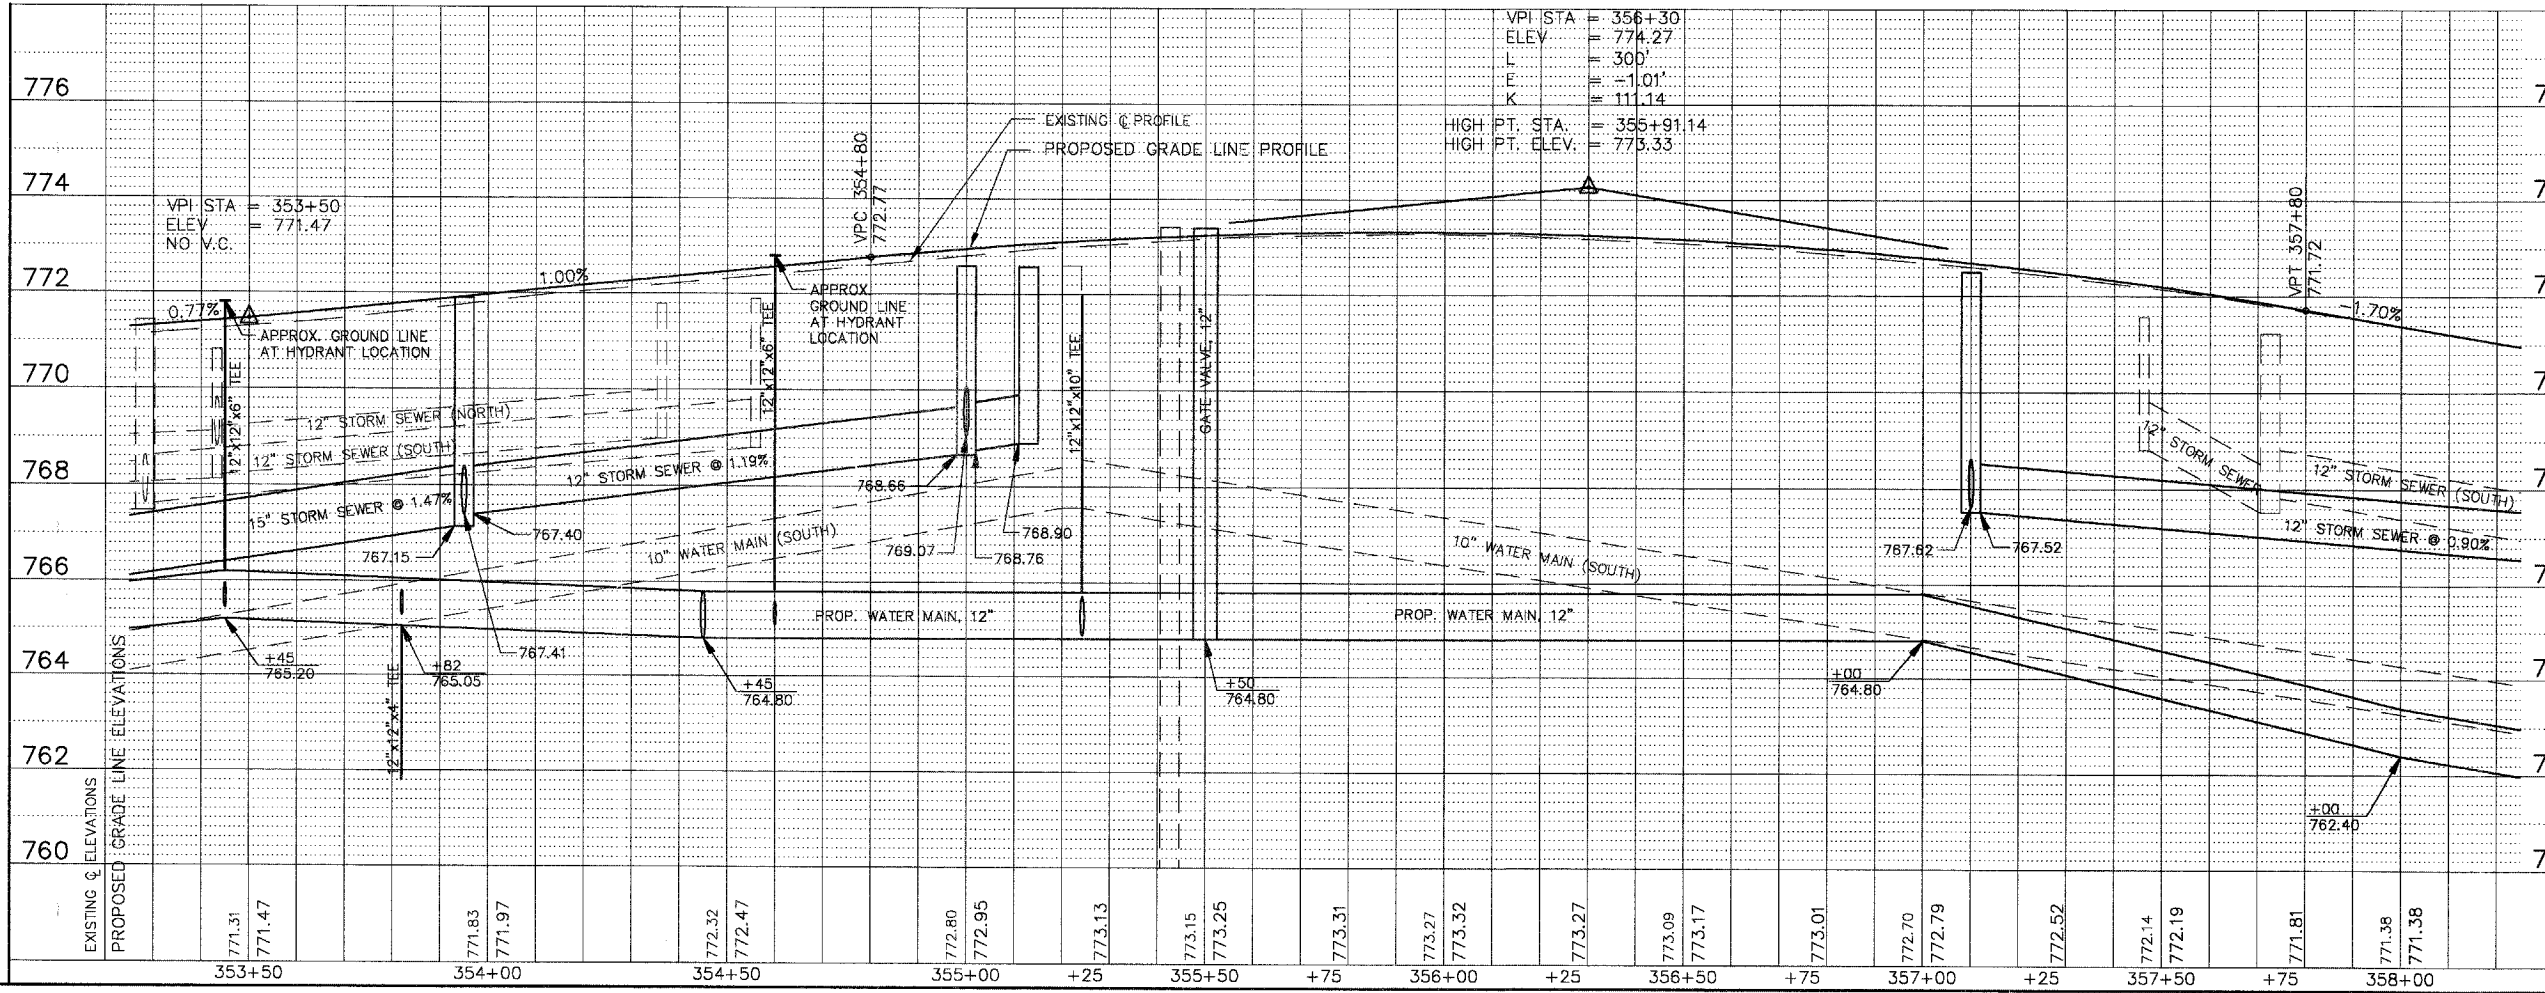 VPI STA = 356+30
ELEV = 774.27
L = 300'
E = -1.01'
K = 111.14
HIGH PT. STA. = 355+91.14
HIGH PT. ELEV. = 773.33
776
774
772
770
768
766
764
762
760
7
7
7
7
7
7
7
7
7
EXISTING ℄ PROFILE
PROPOSED GRADE LINE PROFILE
VPC 354+80
772.77
VPI STA = 353+50
ELEV = 771.47
NO V.C.
VPT 357+80
771.72
0.77%
1.00%
-1.70%
APPROX. GROUND LINE
AT HYDRANT LOCATION
APPROX.
GROUND LINE
AT HYDRANT
LOCATION
12"x12"x6" TEE
12"x12"x6" TEE
12"x12"x10" TEE
GATE VALVE, 12"
12" STORM SEWER (NORTH)
12" STORM SEWER (SOUTH)
15" STORM SEWER @ 1.47%
12" STORM SEWER @ 1.19%
12" STORM SEWER
12" STORM SEWER (SOUTH)
12" STORM SEWER @ 0.90%
768.66
769.07
768.90
768.76
767.15
767.40
767.41
767.62
767.52
10" WATER MAIN (SOUTH)
10" WATER MAIN (SOUTH)
PROP. WATER MAIN, 12"
PROP. WATER MAIN, 12"
+45
765.20
+82
765.05
12"x12"x4" TEE
+45
764.80
+50
764.80
+00
764.80
+00
762.40
EXISTING ℄ ELEVATIONS
PROPOSED GRADE LINE ELEVATIONS
771.31
771.47
771.83
771.97
772.32
772.47
772.80
772.95
773.13
773.15
773.25
773.31
773.27
773.32
773.27
773.09
773.17
773.01
772.70
772.79
772.52
772.14
772.19
771.81
771.38
771.38
353+50 354+00 354+50 355+00 +25 355+50 +75 356+00 +25 356+50 +75 357+00 +25 357+50 +75 358+00